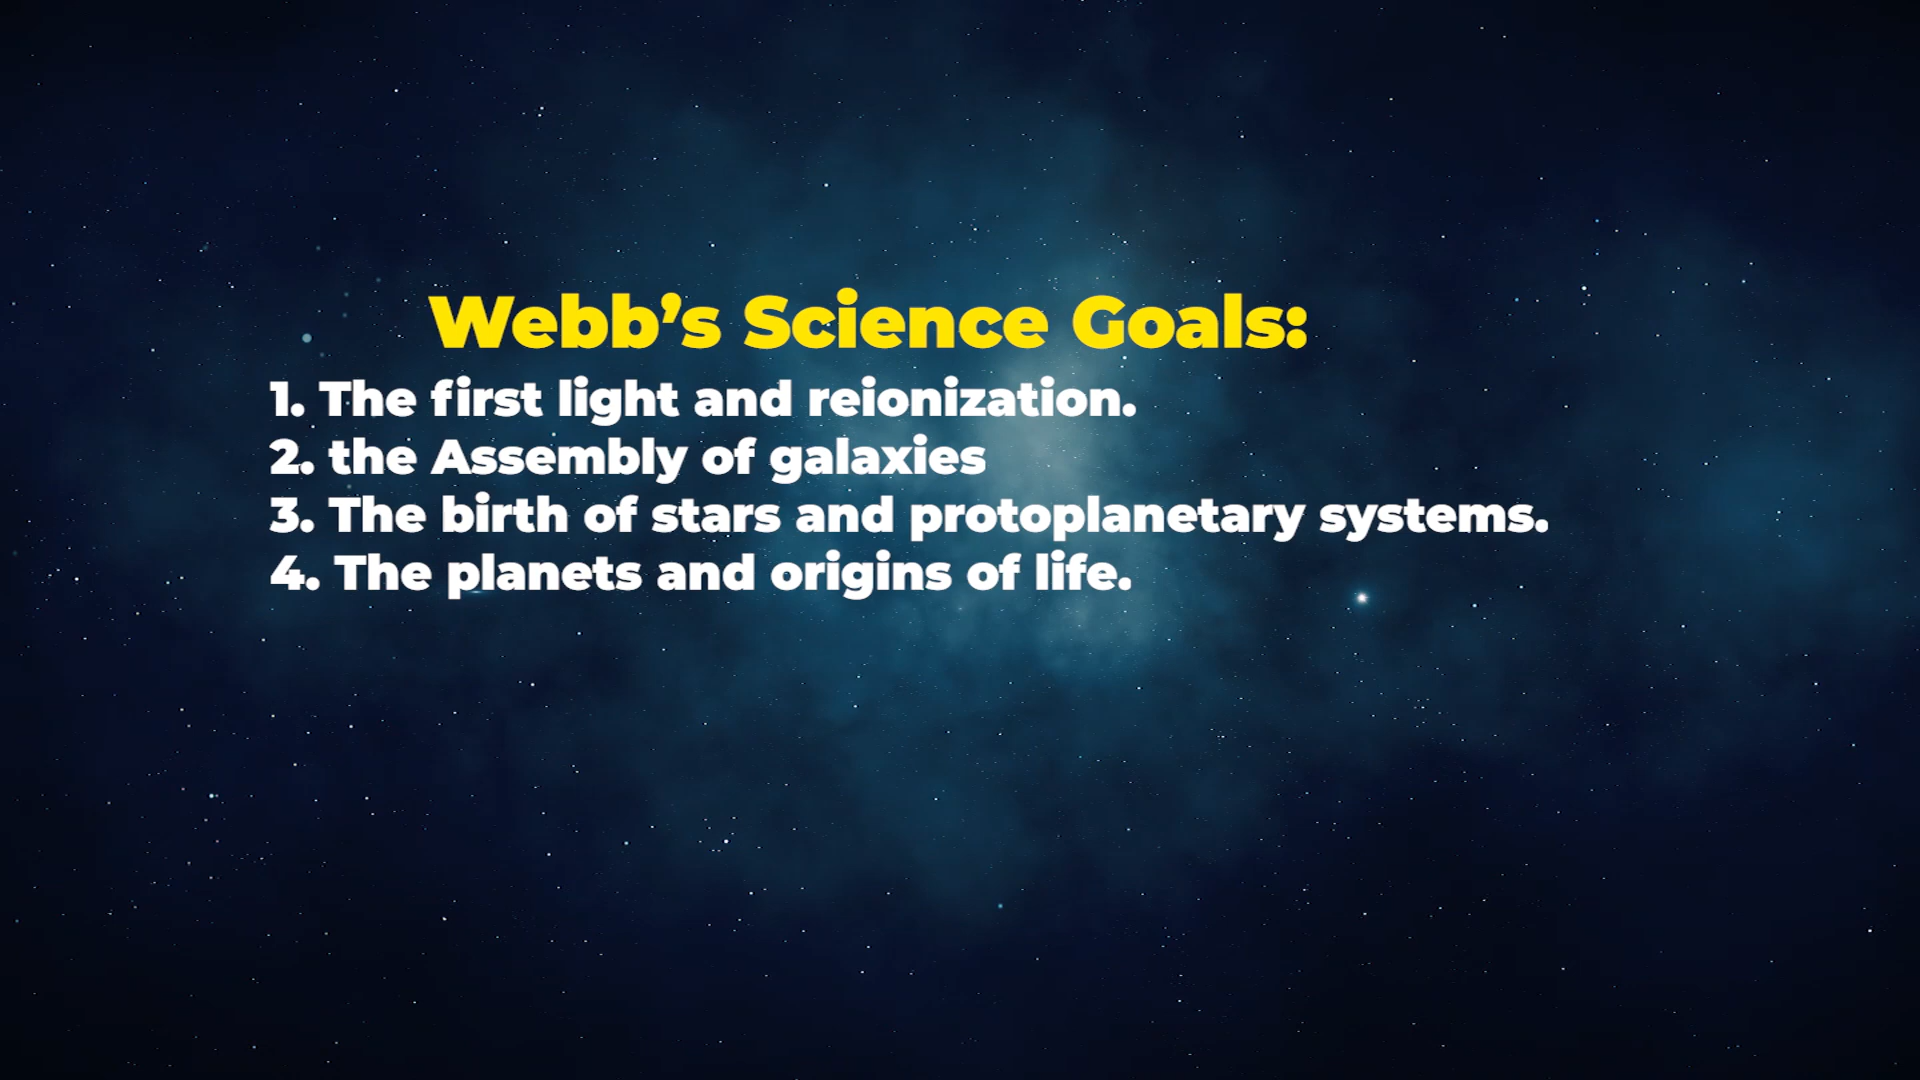 Webb’s Science Goals:
1. The first light and reionization.
2. the Assembly of galaxies
3. The birth of stars and protoplanetary systems.
4. The planets and origins of life.